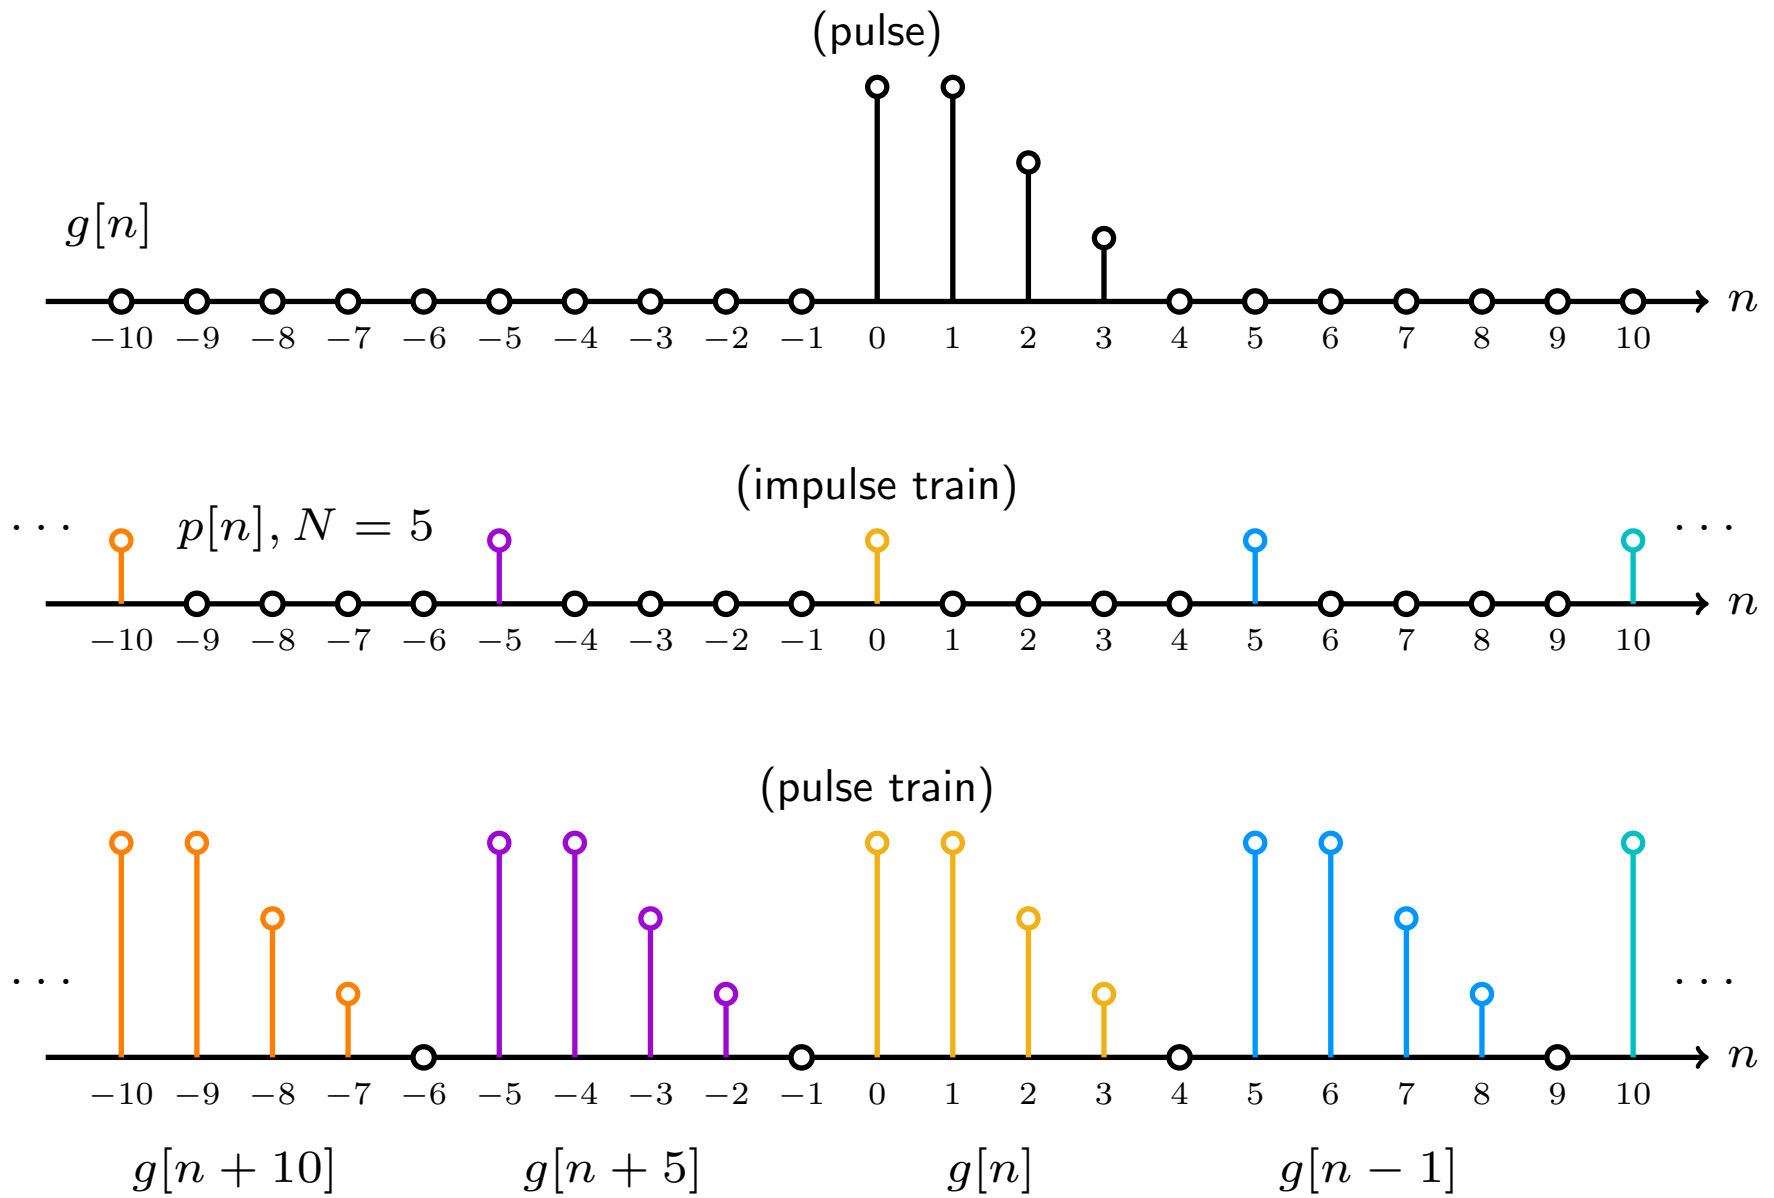 (pulse)
g[n]
n
−10 −9 −8 −7 −6 −5 −4 −3 −2 −1 0 1 2 3 4 5 6 7 8 9 10
(impulse train)
··· p[n], N = 5 ···
n
−10 −9 −8 −7 −6 −5 −4 −3 −2 −1 0 1 2 3 4 5 6 7 8 9 10
(pulse train)
··· ···
n
−10 −9 −8 −7 −6 −5 −4 −3 −2 −1 0 1 2 3 4 5 6 7 8 9 10
g[n + 10] g[n + 5] g[n] g[n − 1]